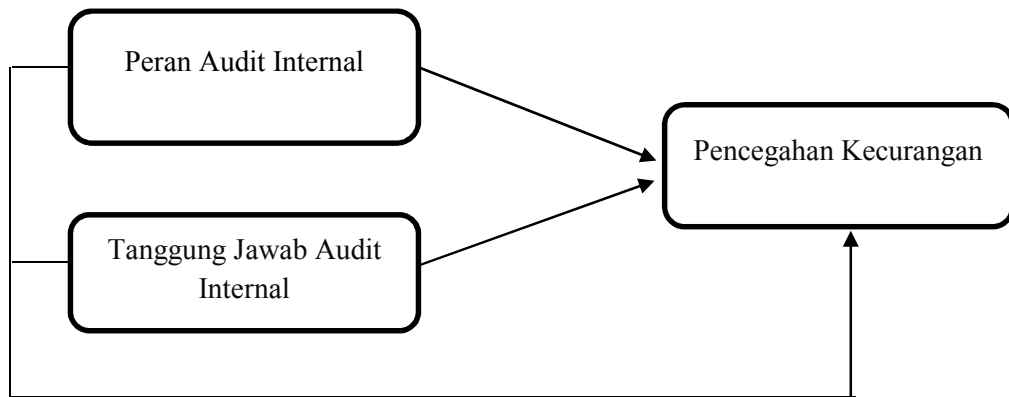 Peran Audit Internal
Pencegahan Kecurangan
Tanggung Jawab Audit
Internal